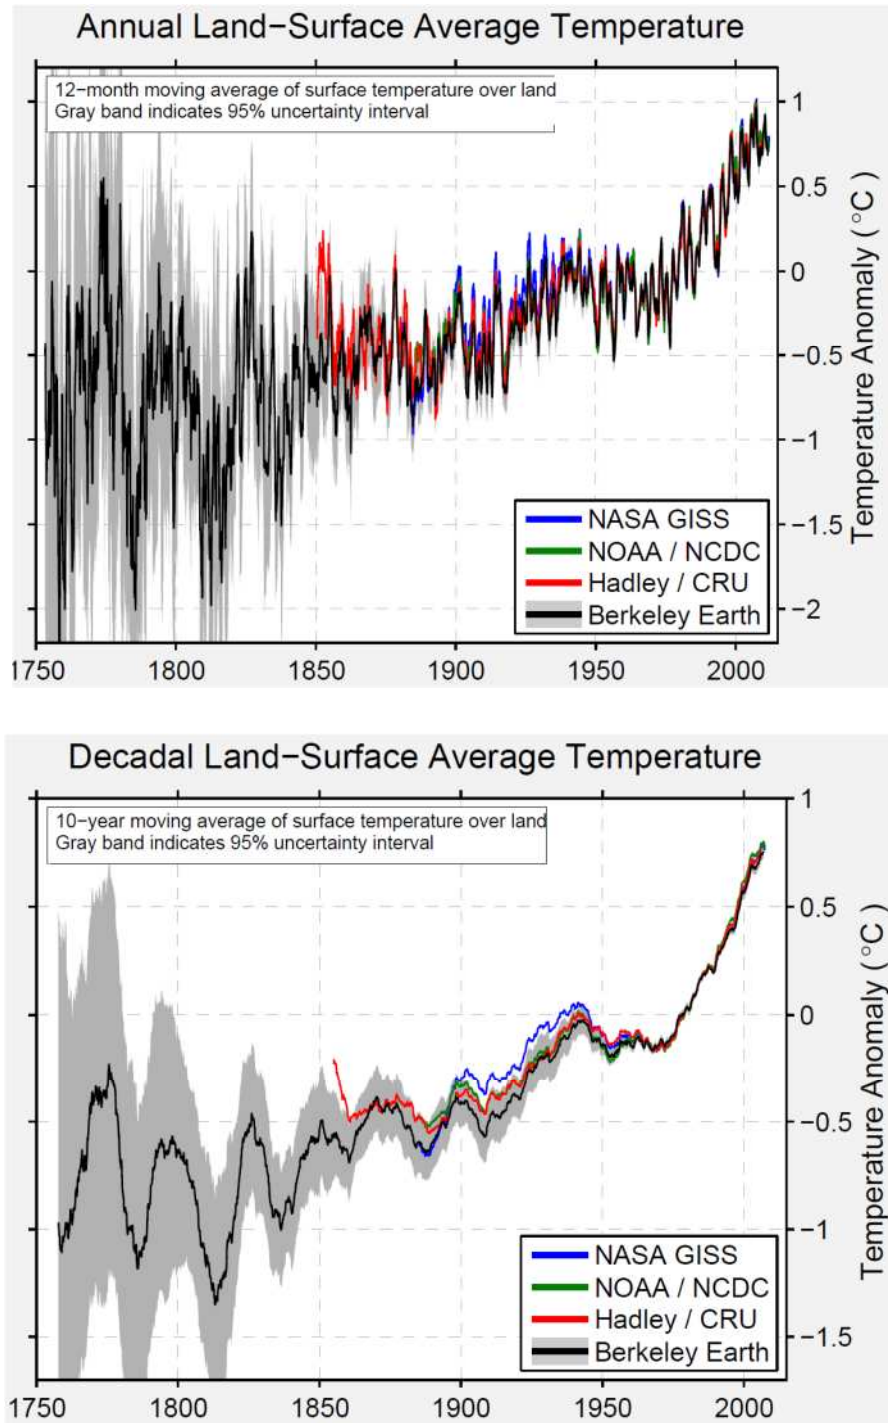 Annual Land−Surface Average Temperature
12−month moving average of surface temperature over land
Gray band indicates 95% uncertainty interval
1
0.5
0
−0.5
−1
−1.5
−2
Temperature Anomaly ( °C )
NASA GISS
NOAA / NCDC
Hadley / CRU
Berkeley Earth
1750 1800 1850 1900 1950 2000
Decadal Land−Surface Average Temperature
10−year moving average of surface temperature over land
Gray band indicates 95% uncertainty interval
1
0.5
0
−0.5
−1
−1.5
Temperature Anomaly ( °C )
NASA GISS
NOAA / NCDC
Hadley / CRU
Berkeley Earth
1750 1800 1850 1900 1950 2000